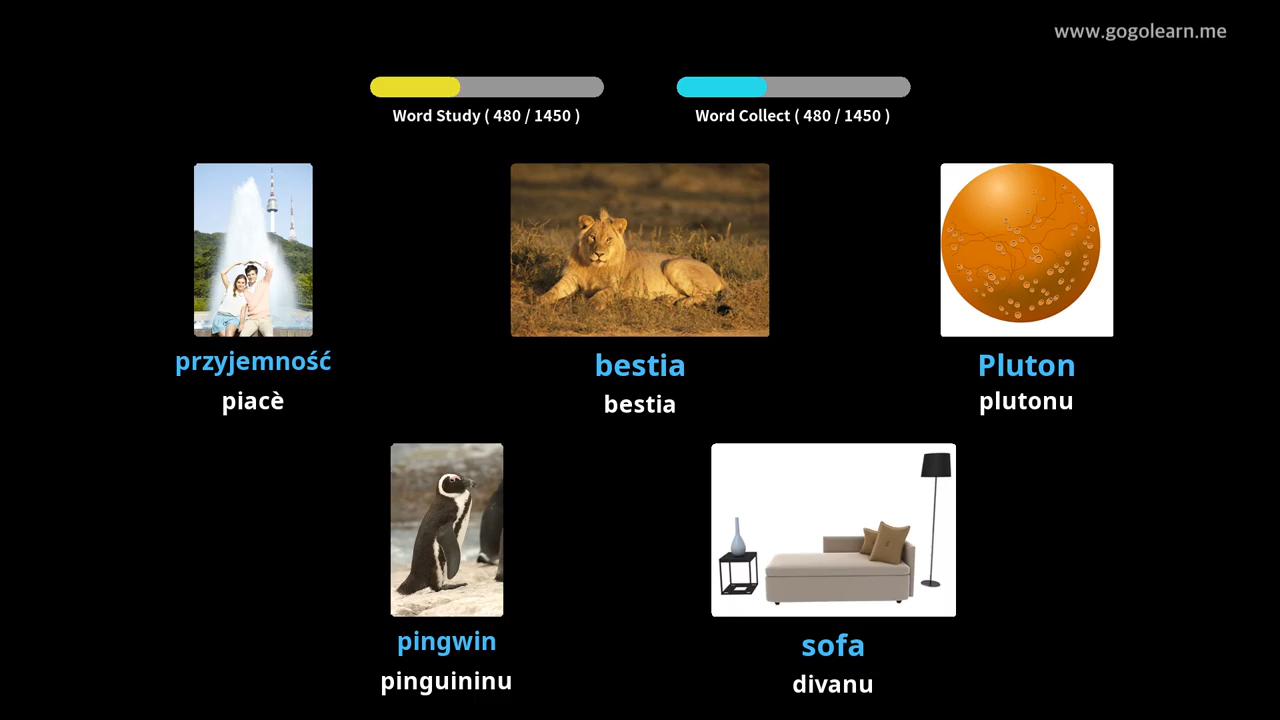 www.gogolearn.me
Word Study ( 480 / 1450 )
Word Collect ( 480 / 1450 )
przyjemność
piacè
bestia
bestia
Pluton
plutonu
pingwin
pinguininu
sofa
divanu